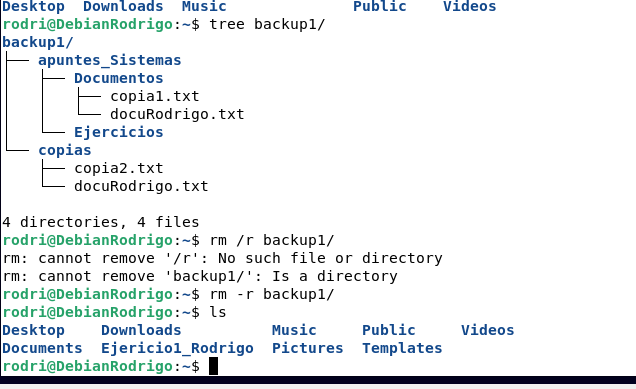 Desktop  Downloads  Music              Public    Videos
rodri@DebianRodrigo:~$ tree backup1/
backup1/
├── apuntes_Sistemas
│   ├── Documentos
│   │   ├── copia1.txt
│   │   └── docuRodrigo.txt
│   └── Ejercicios
└── copias
    ├── copia2.txt
    └── docuRodrigo.txt

4 directories, 4 files
rodri@DebianRodrigo:~$ rm /r backup1/
rm: cannot remove '/r': No such file or directory
rm: cannot remove 'backup1/': Is a directory
rodri@DebianRodrigo:~$ rm -r backup1/
rodri@DebianRodrigo:~$ ls
Desktop    Downloads          Music     Public     Videos
Documents  Ejericio1_Rodrigo  Pictures  Templates
rodri@DebianRodrigo:~$